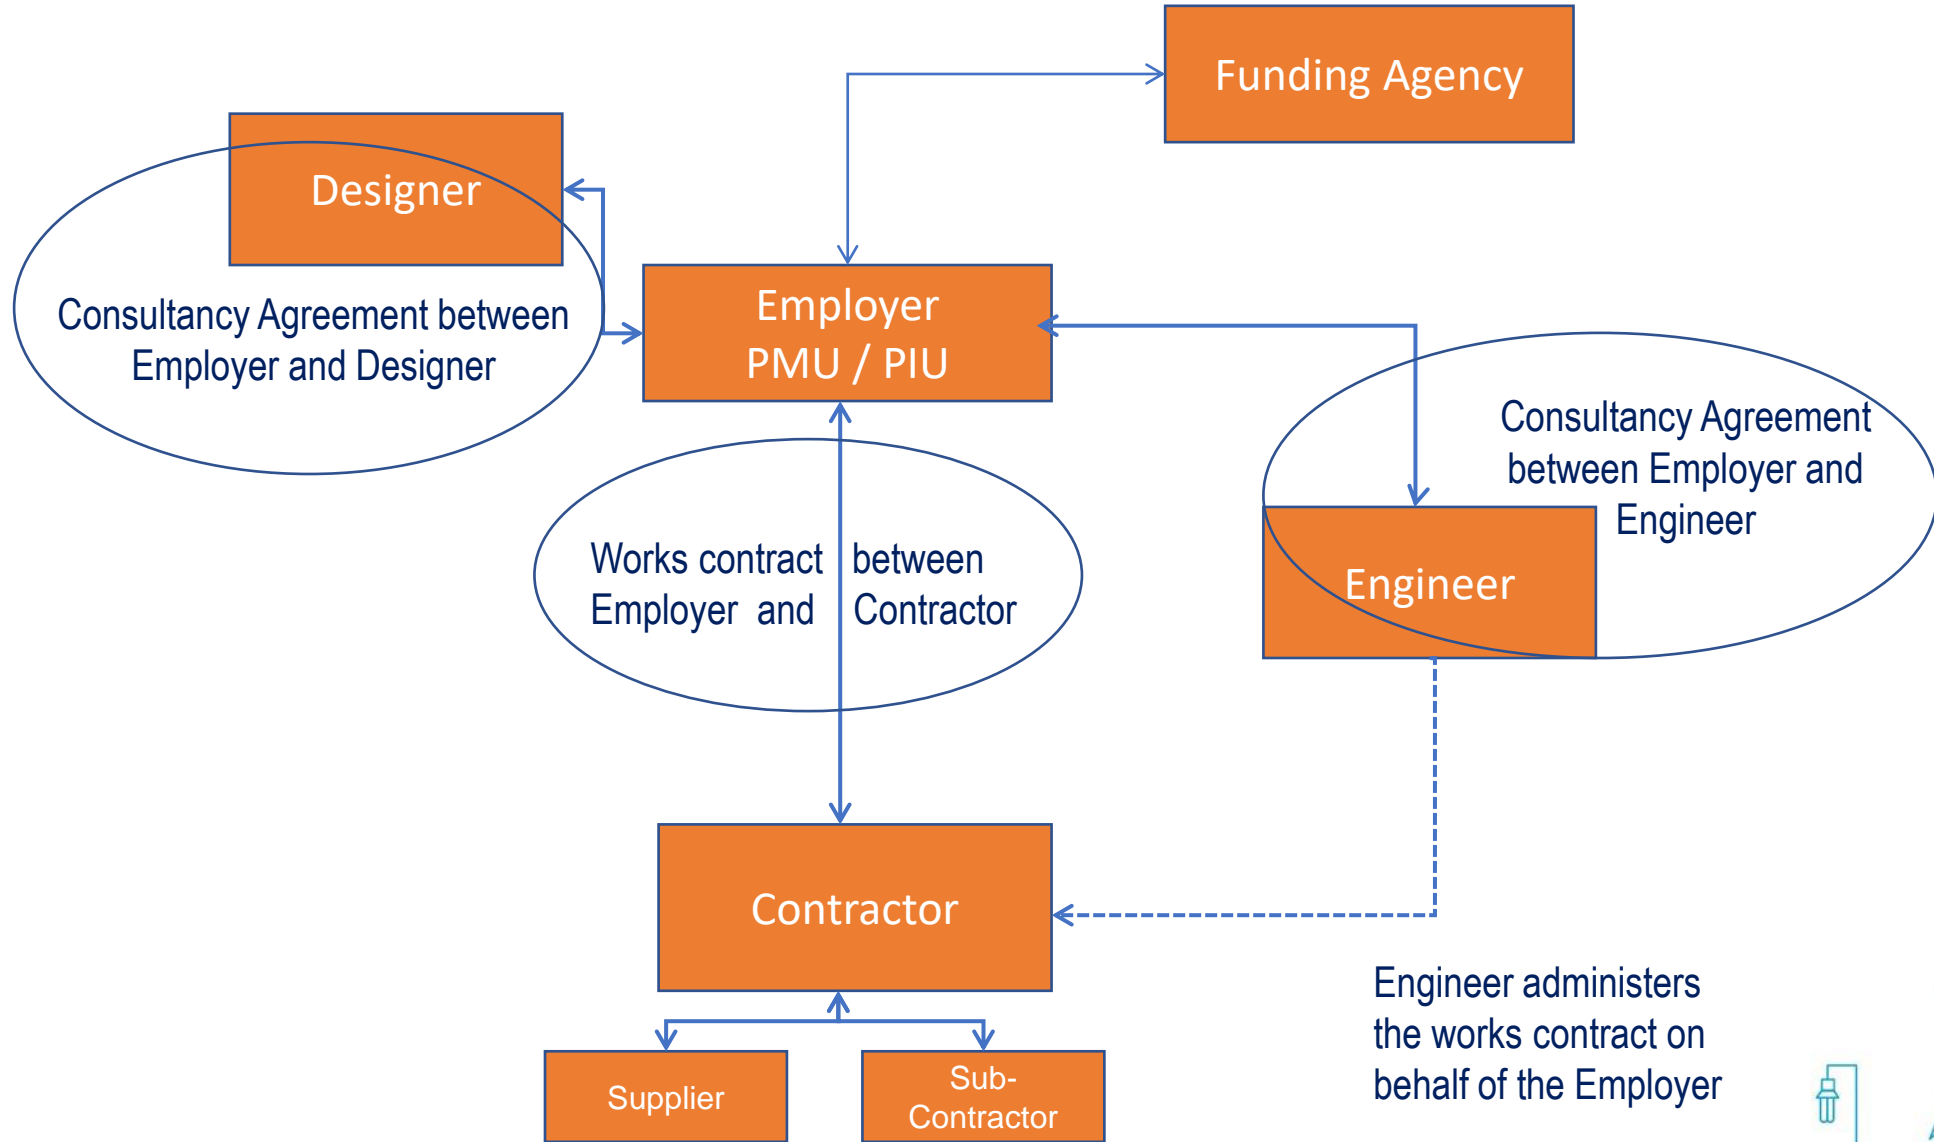 Funding Agency
Designer
Consultancy Agreement between
Employer and Designer
Employer
PMU / PIU
Consultancy Agreement
between Employer and
Engineer
Engineer
Works contract between
Employer and Contractor
Contractor
Engineer administers
the works contract on
behalf of the Employer
Supplier
Sub-
Contractor